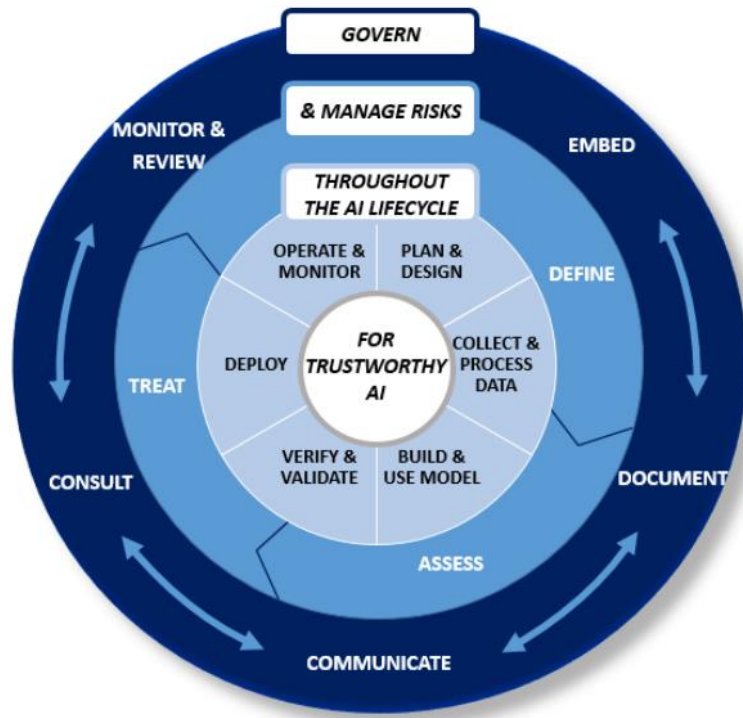 GOVERN
& MANAGE RISKS
THROUGHOUT
THE AI LIFECYCLE
MONITOR &
REVIEW
EMBED
OPERATE &
MONITOR
PLAN &
DESIGN
DEFINE
DEPLOY
FOR
TRUSTWORTHY
AI
COLLECT &
PROCESS
DATA
TREAT
VERIFY &
VALIDATE
BUILD &
USE MODEL
CONSULT
DOCUMENT
ASSESS
COMMUNICATE